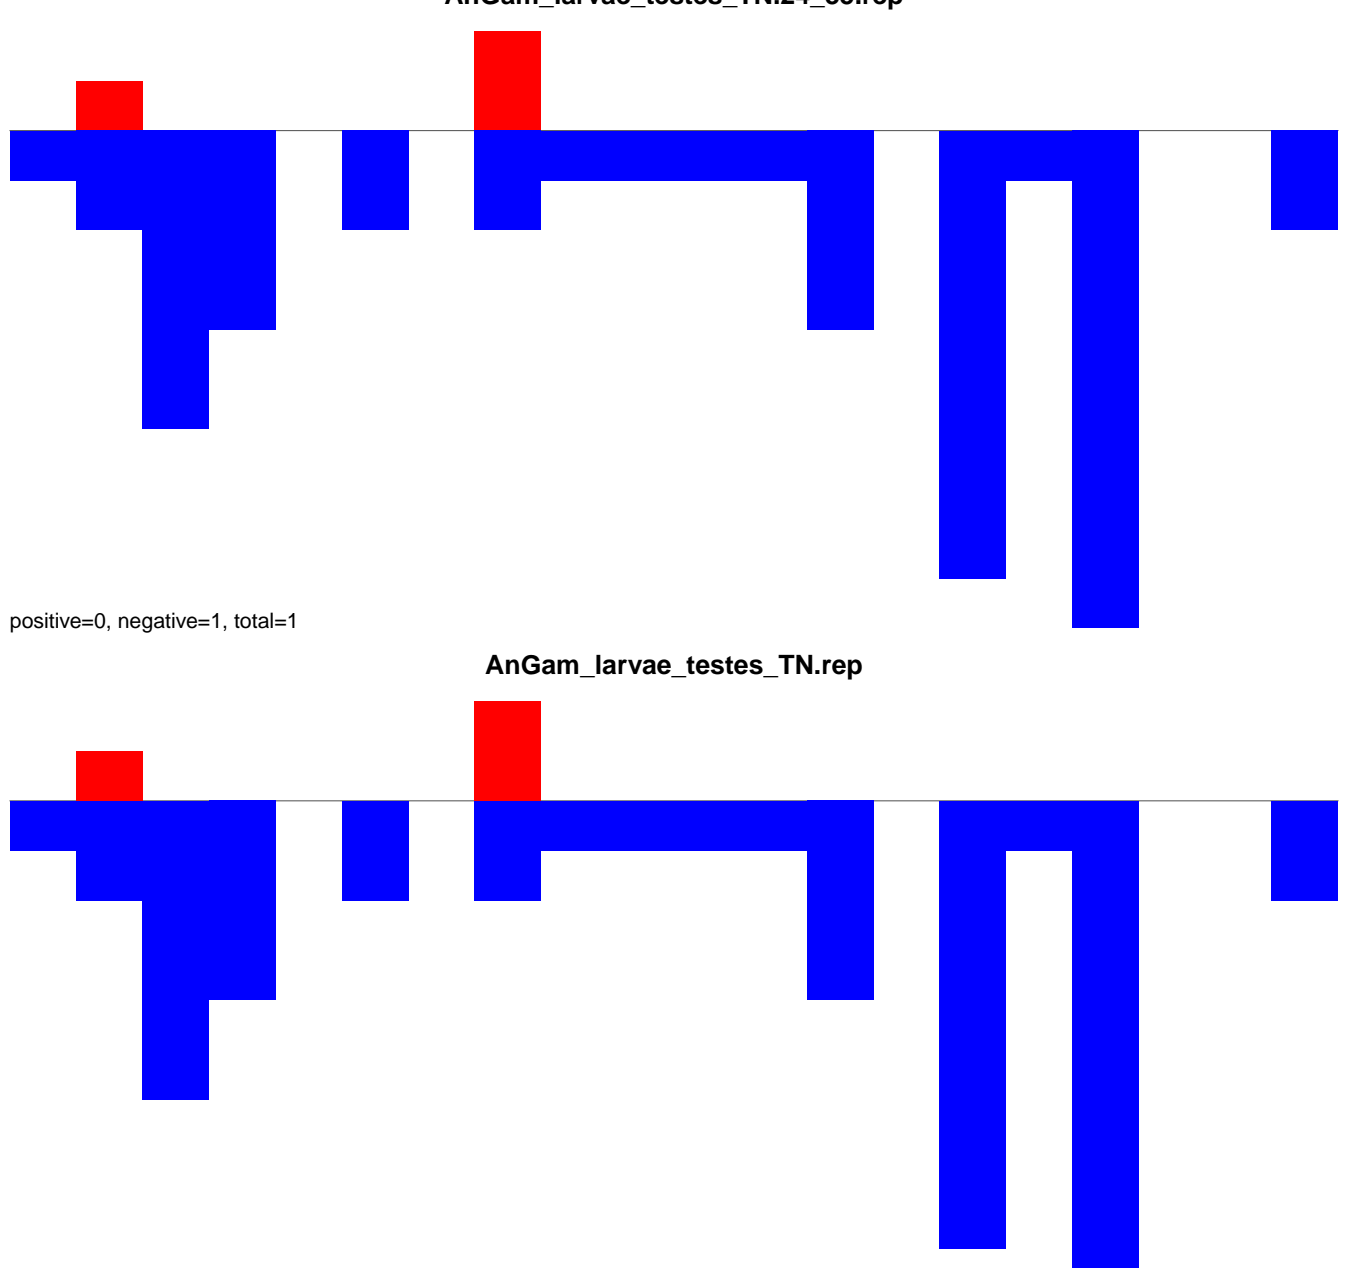 positive=0, negative=1, total=1
AnGam_larvae_testes_TN.rep